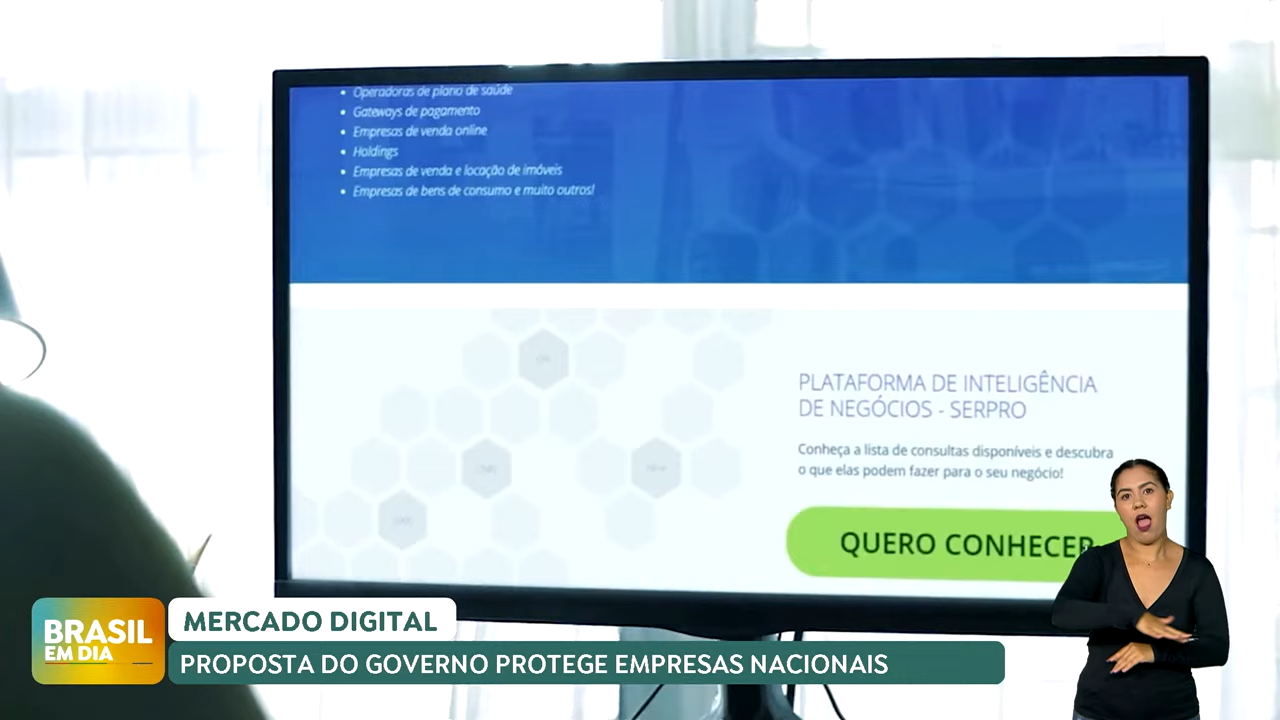 Operadoras de plano de saúde
Gateways de pagamento
Empresas de venda online
Holdings
Empresas de venda e locação de imóveis
Empresas de bens de consumo e muito outros!
PLATAFORMA DE INTELIGÊNCIA
DE NEGÓCIOS - SERPRO
Conheça a lista de consultas disponíveis e descubra
o que elas podem fazer para o seu negócio!
QUERO CONHECER
BRASIL
EM DIA
MERCADO DIGITAL
PROPOSTA DO GOVERNO PROTEGE EMPRESAS NACIONAIS